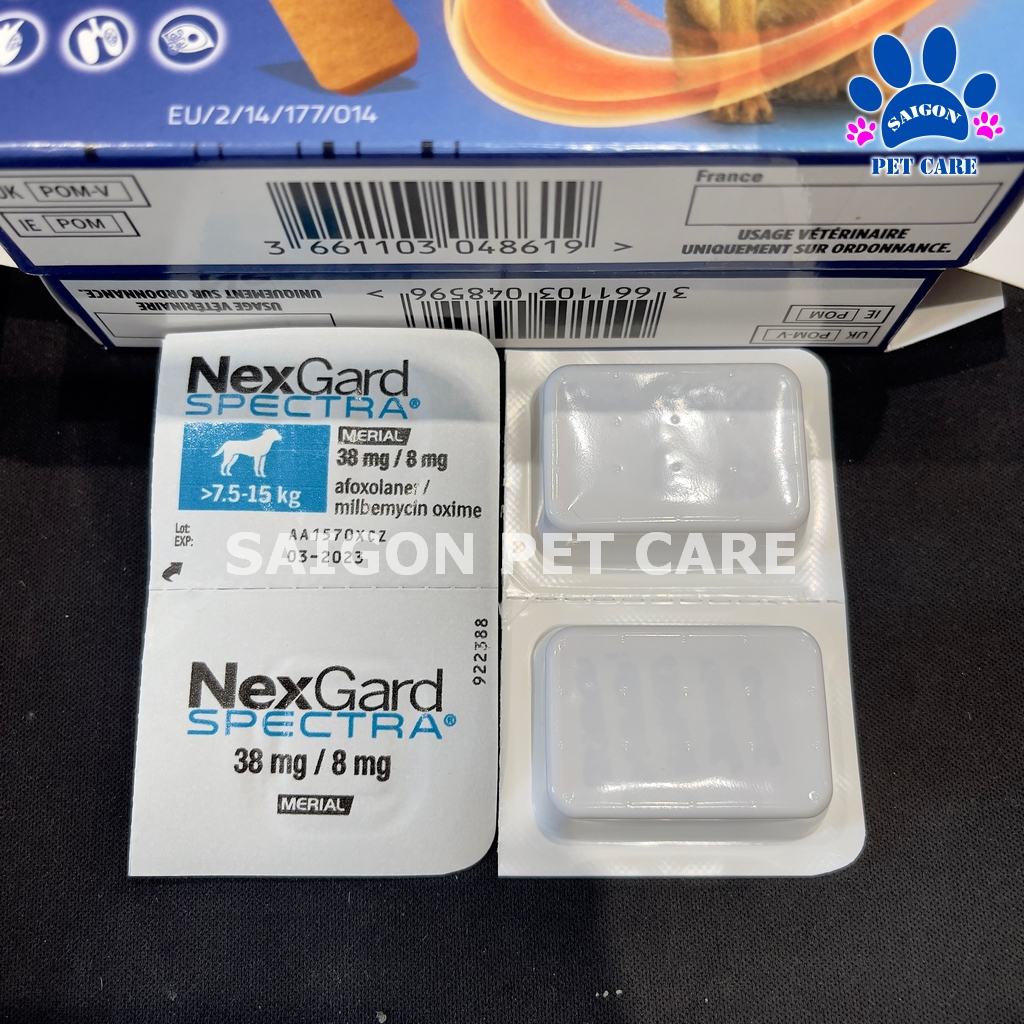 EU/2/14/177/014
SAIGON
PET CARE
UK POM-V
IE POM
3 661103 048619 >
France
USAGE VÉTÉRINAIRE
UNIQUEMENT SUR ORDONNANCE.
USAGE VÉTÉRINAIRE
UNIQUEMENT SUR ORDONNANCE.
3 661103 048596 >
IE POM
UK POM-V
NexGard
SPECTRA®
MERIAL
38 mg / 8 mg
>7.5-15 kg
afoxolaner /
milbemycin oxime
Lot:
EXP:
AA1570XCZ
03-2023
SAIGON PET CARE
922388
NexGard
SPECTRA®
38 mg / 8 mg
MERIAL